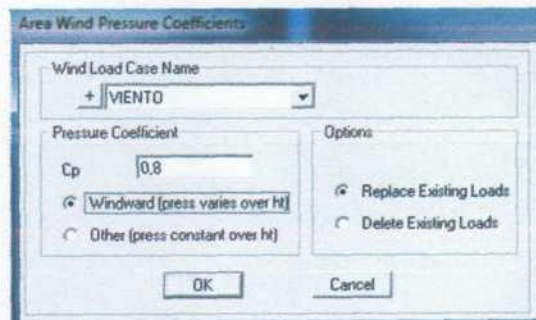 Area Wind Pressure Coefficients
Wind Load Case Name
+ VIENTO
Pressure Coefficient
Cp 0,8
Windward (press varies over ht)
Other (press constant over ht)
Options
Replace Existing Loads
Delete Existing Loads
OK Cancel